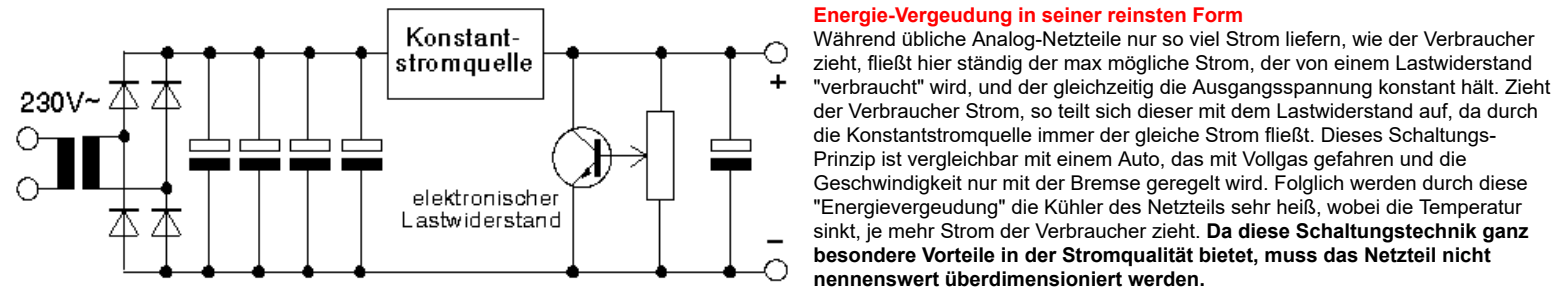 Konstant-
stromquelle
+
230V~
elektronischer
Lastwiderstand
–
Energie-Vergeudung in seiner reinsten Form
Während übliche Analog-Netzteile nur so viel Strom liefern, wie der Verbraucher
zieht, fließt hier ständig der max mögliche Strom, der von einem Lastwiderstand
"verbraucht" wird, und der gleichzeitig die Ausgangsspannung konstant hält. Zieht
der Verbraucher Strom, so teilt sich dieser mit dem Lastwiderstand auf, da durch
die Konstantstromquelle immer der gleiche Strom fließt. Dieses Schaltungs-
Prinzip ist vergleichbar mit einem Auto, das mit Vollgas gefahren und die
Geschwindigkeit nur mit der Bremse geregelt wird. Folglich werden durch diese
"Energievergeudung" die Kühler des Netzteils sehr heiß, wobei die Temperatur
sinkt, je mehr Strom der Verbraucher zieht. Da diese Schaltungstechnik ganz
besondere Vorteile in der Stromqualität bietet, muss das Netzteil nicht
nennenswert überdimensioniert werden.